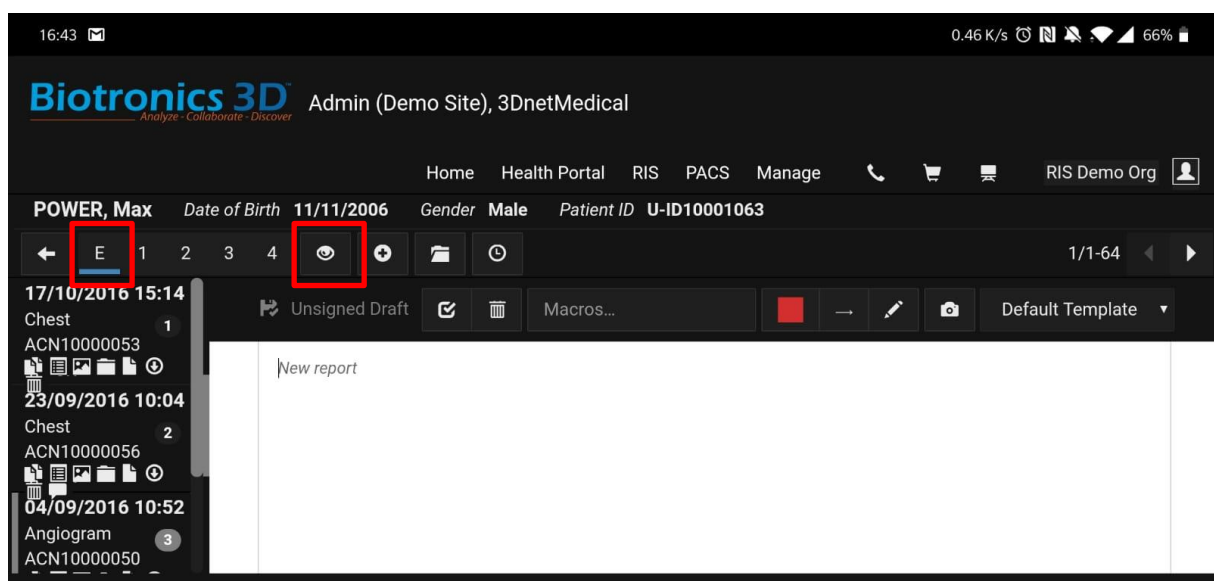 16:43 0.46 K/s 66%
Biotronics 3D™ Admin (Demo Site), 3DnetMedical
Analyze - Collaborate - Discover
Home Health Portal RIS PACS Manage RIS Demo Org
POWER, Max Date of Birth 11/11/2006 Gender Male Patient ID U-ID10001063
E 1 2 3 4 1/1-64
17/10/2016 15:14
Chest 1
ACN10000053
23/09/2016 10:04
Chest 2
ACN10000056
04/09/2016 10:52
Angiogram 3
ACN10000050
Unsigned Draft Macros... Default Template
New report